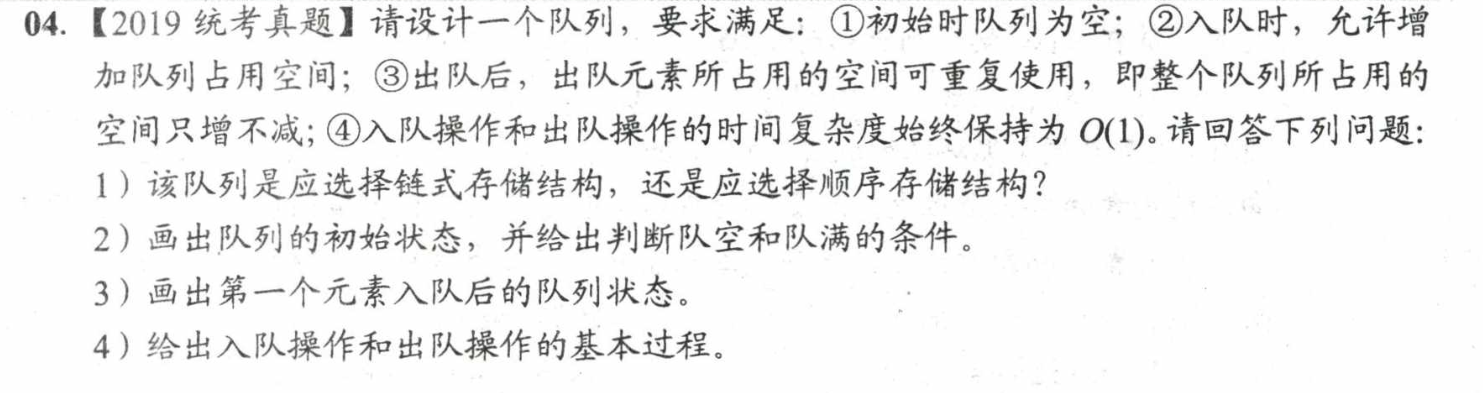 04.【2019 统考真题】请设计一个队列，要求满足：①初始时队列为空；②入队时，允许增
加队列占用空间；③出队后，出队元素所占用的空间可重复使用，即整个队列所占用的
空间只增不减；④入队操作和出队操作的时间复杂度始终保持为 O(1)。请回答下列问题：
1）该队列是应选择链式存储结构，还是应选择顺序存储结构？
2）画出队列的初始状态，并给出判断队空和队满的条件。
3）画出第一个元素入队后的队列状态。
4）给出入队操作和出队操作的基本过程。